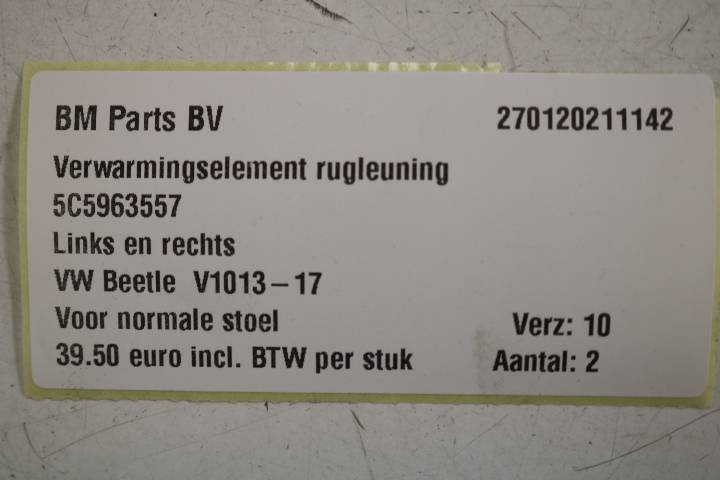 BM Parts BV 270120211142
Verwarmingselement rugleuning
5C5963557
Links en rechts
VW Beetle V1013-17
Voor normale stoel Verz: 10
39.50 euro incl. BTW per stuk Aantal: 2